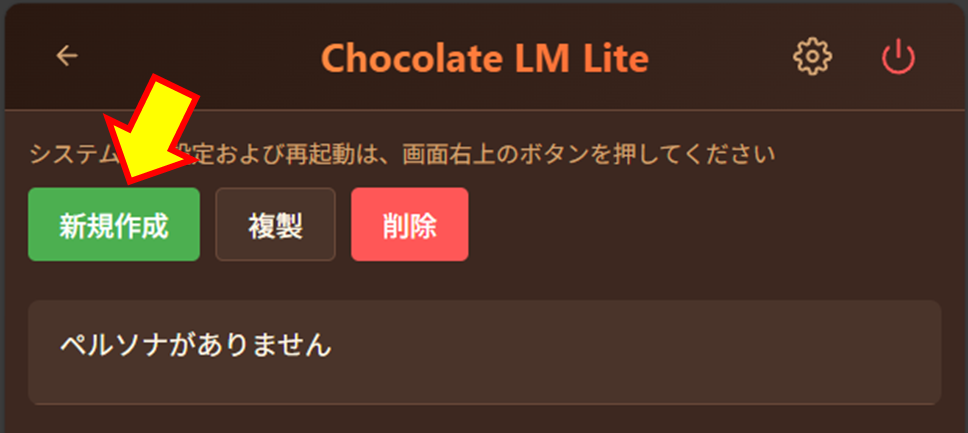 Chocolate LM Lite
システム 設定および再起動は、画面右上のボタンを押してください
新規作成 複製 削除
ペルソナがありません